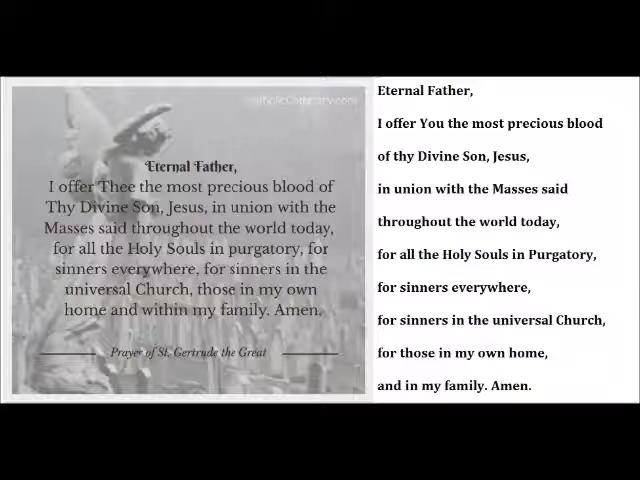 Eternal Father,
I offer Thee the most precious blood of
Thy Divine Son, Jesus, in union with the
Masses said throughout the world today,
for all the Holy Souls in purgatory, for
sinners everywhere, for sinners in the
universal Church, those in my own
home and within my family. Amen.
Prayer of St. Gertrude the Great
Eternal Father,
I offer You the most precious blood
of thy Divine Son, Jesus,
in union with the Masses said
throughout the world today,
for all the Holy Souls in Purgatory,
for sinners everywhere,
for sinners in the universal Church,
for those in my own home,
and in my family. Amen.